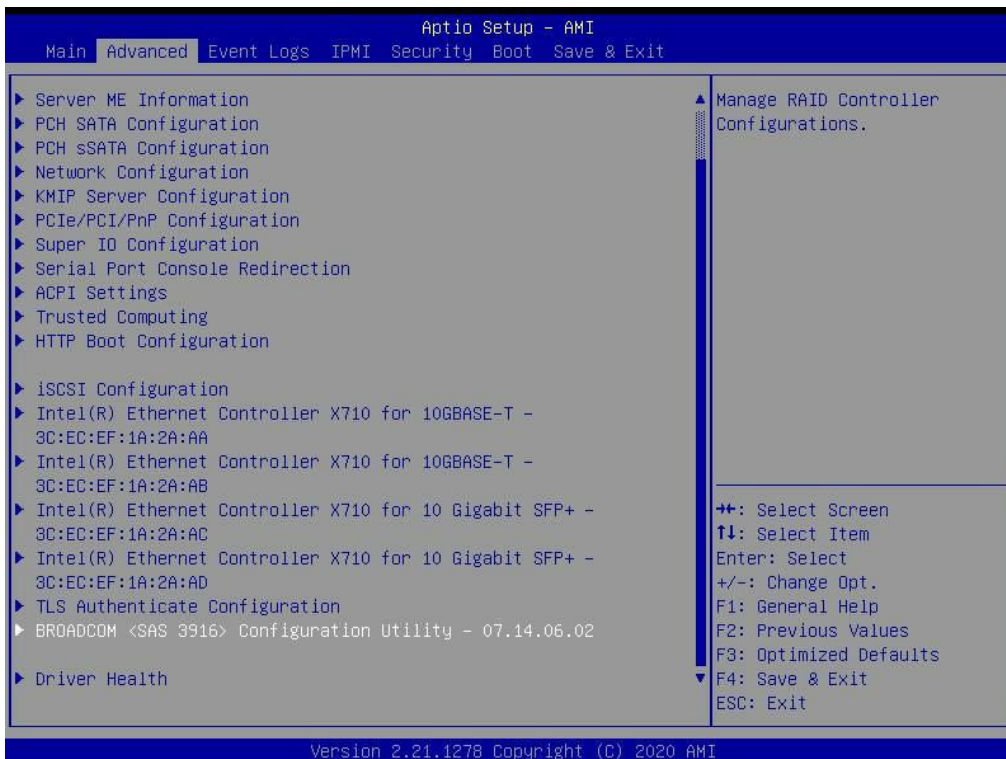 Aptio Setup - AMI
Main Advanced Event Logs IPMI Security Boot Save & Exit
▶ Server ME Information
▶ PCH SATA Configuration
▶ PCH sSATA Configuration
▶ Network Configuration
▶ KMIP Server Configuration
▶ PCIe/PCI/PnP Configuration
▶ Super IO Configuration
▶ Serial Port Console Redirection
▶ ACPI Settings
▶ Trusted Computing
▶ HTTP Boot Configuration
▶ iSCSI Configuration
▶ Intel(R) Ethernet Controller X710 for 10GBASE-T -
3C:EC:EF:1A:2A:AA
▶ Intel(R) Ethernet Controller X710 for 10GBASE-T -
3C:EC:EF:1A:2A:AB
▶ Intel(R) Ethernet Controller X710 for 10 Gigabit SFP+ -
3C:EC:EF:1A:2A:AC
▶ Intel(R) Ethernet Controller X710 for 10 Gigabit SFP+ -
3C:EC:EF:1A:2A:AD
▶ TLS Authenticate Configuration
▶ BROADCOM <SAS 3916> Configuration Utility - 07.14.06.02
▶ Driver Health
Manage RAID Controller
Configurations.
→←: Select Screen
↑↓: Select Item
Enter: Select
+/-: Change Opt.
F1: General Help
F2: Previous Values
F3: Optimized Defaults
F4: Save & Exit
ESC: Exit
Version 2.21.1278 Copyright (C) 2020 AMI